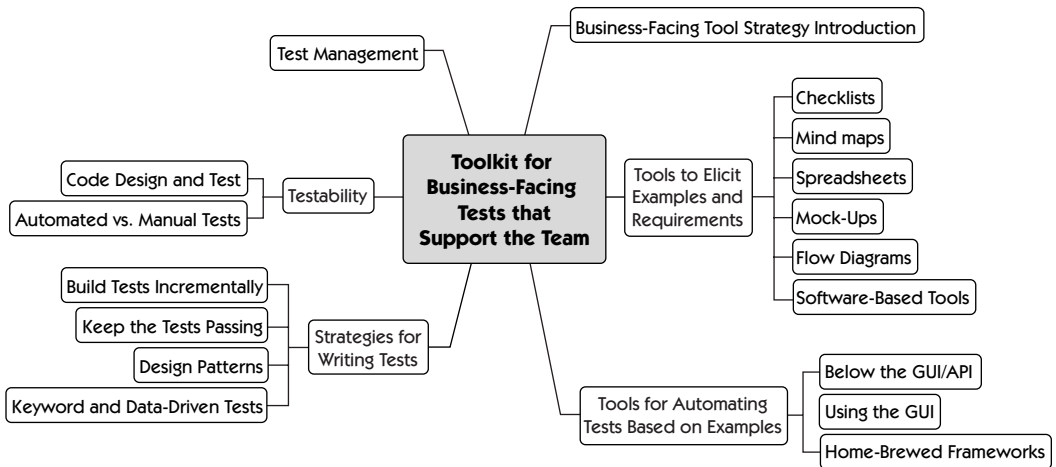 Business-Facing Tool Strategy Introduction
Test Management
Toolkit for
Business-Facing
Tests that
Support the Team
Tools to Elicit
Examples and
Requirements
Checklists
Mind maps
Spreadsheets
Mock-Ups
Flow Diagrams
Software-Based Tools
Code Design and Test
Automated vs. Manual Tests
Testability
Build Tests Incrementally
Keep the Tests Passing
Design Patterns
Keyword and Data-Driven Tests
Strategies for
Writing Tests
Tools for Automating
Tests Based on Examples
Below the GUI/API
Using the GUI
Home-Brewed Frameworks